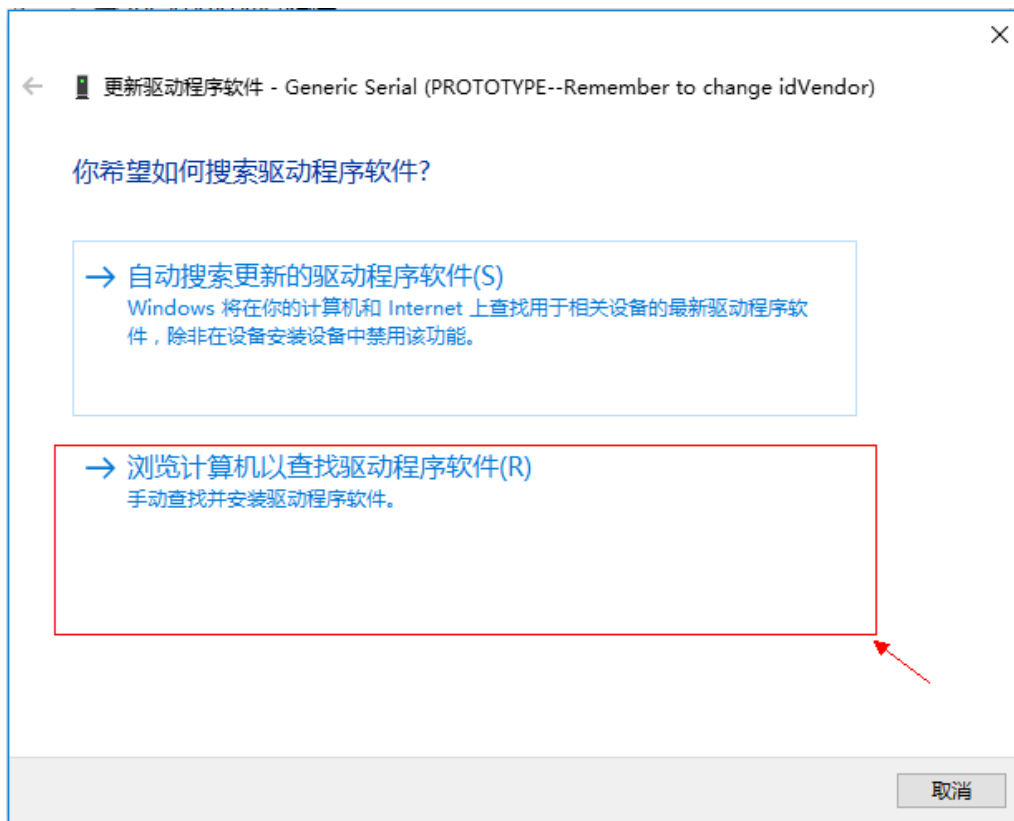 更新驱动程序软件 - Generic Serial (PROTOTYPE--Remember to change idVendor)
你希望如何搜索驱动程序软件?
自动搜索更新的驱动程序软件(S)
Windows 将在你的计算机和 Internet 上查找用于相关设备的最新驱动程序软
件，除非在设备安装设备中禁用该功能。
浏览计算机以查找驱动程序软件(R)
手动查找并安装驱动程序软件。
取消